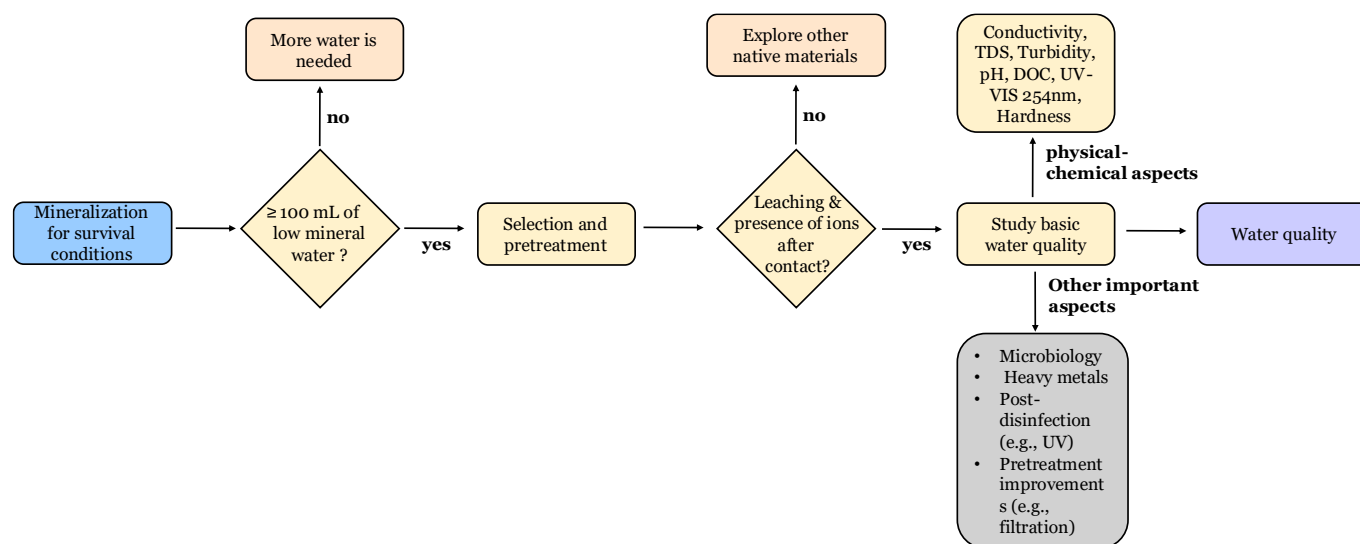 More water is
needed
no
Mineralization
for survival
conditions
≥ 100 mL of
low mineral
water ?
yes
Selection and
pretreatment
Explore other
native materials
no
Leaching &
presence of ions
after
contact?
yes
Conductivity,
TDS, Turbidity,
pH, DOC, UV-
VIS 254nm,
Hardness
physical-
chemical aspects
Study basic
water quality
Water quality
Other important
aspects
• Microbiology
• Heavy metals
• Post-
disinfection
(e.g., UV)
• Pretreatment
improvement
s (e.g.,
filtration)